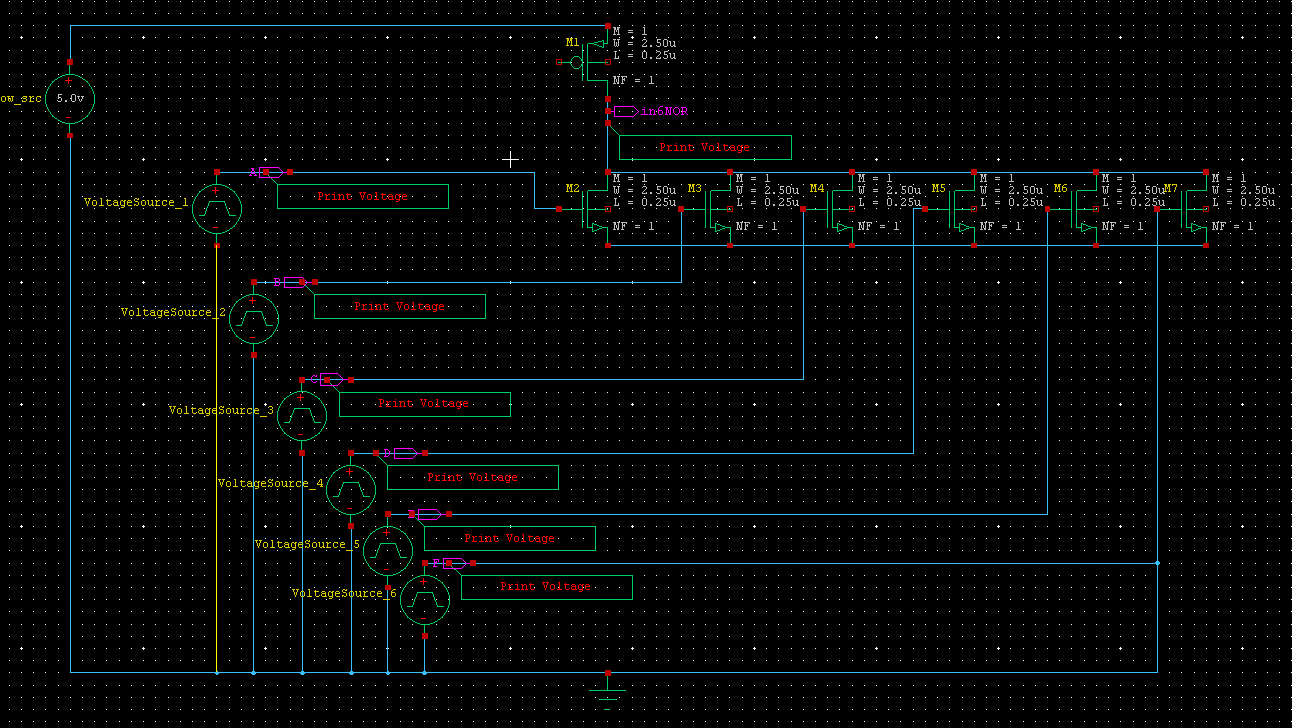 M1
M = 1
W = 2.50u
L = 0.25u
NF = 1
ow_src
5.0v
in6NOR
Print Voltage
A
Print Voltage
VoltageSource_1
M2
M = 1
W = 2.50u
L = 0.25u
NF = 1
M3
M = 1
W = 2.50u
L = 0.25u
NF = 1
M4
M = 1
W = 2.50u
L = 0.25u
NF = 1
M5
M = 1
W = 2.50u
L = 0.25u
NF = 1
M6
M = 1
W = 2.50u
L = 0.25u
NF = 1
M7
M = 1
W = 2.50u
L = 0.25u
NF = 1
B
Print Voltage
VoltageSource_2
C
Print Voltage
VoltageSource_3
D
Print Voltage
VoltageSource_4
Print Voltage
VoltageSource_5
F
Print Voltage
VoltageSource_6